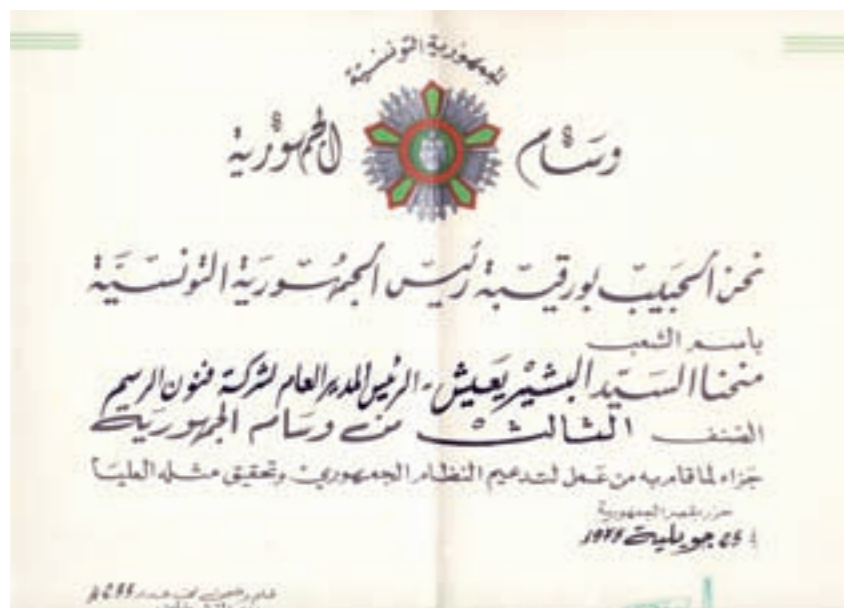 الجمهورية التونسية
وسام الجمهورية
نحن الحبيب بورقيبة رئيس الجمهورية التونسية
باسم الشعب
منحنا السيد البشير يعيش - الرئيس المدير العام لشركة فنون الرسم
الصنف الثالث من وسام الجمهورية
جزاء لما قام به من عمل لتدعيم النظام الجمهوري وتحقيق مثله العليا
حرر بقصر الجمهورية
25 جويلية